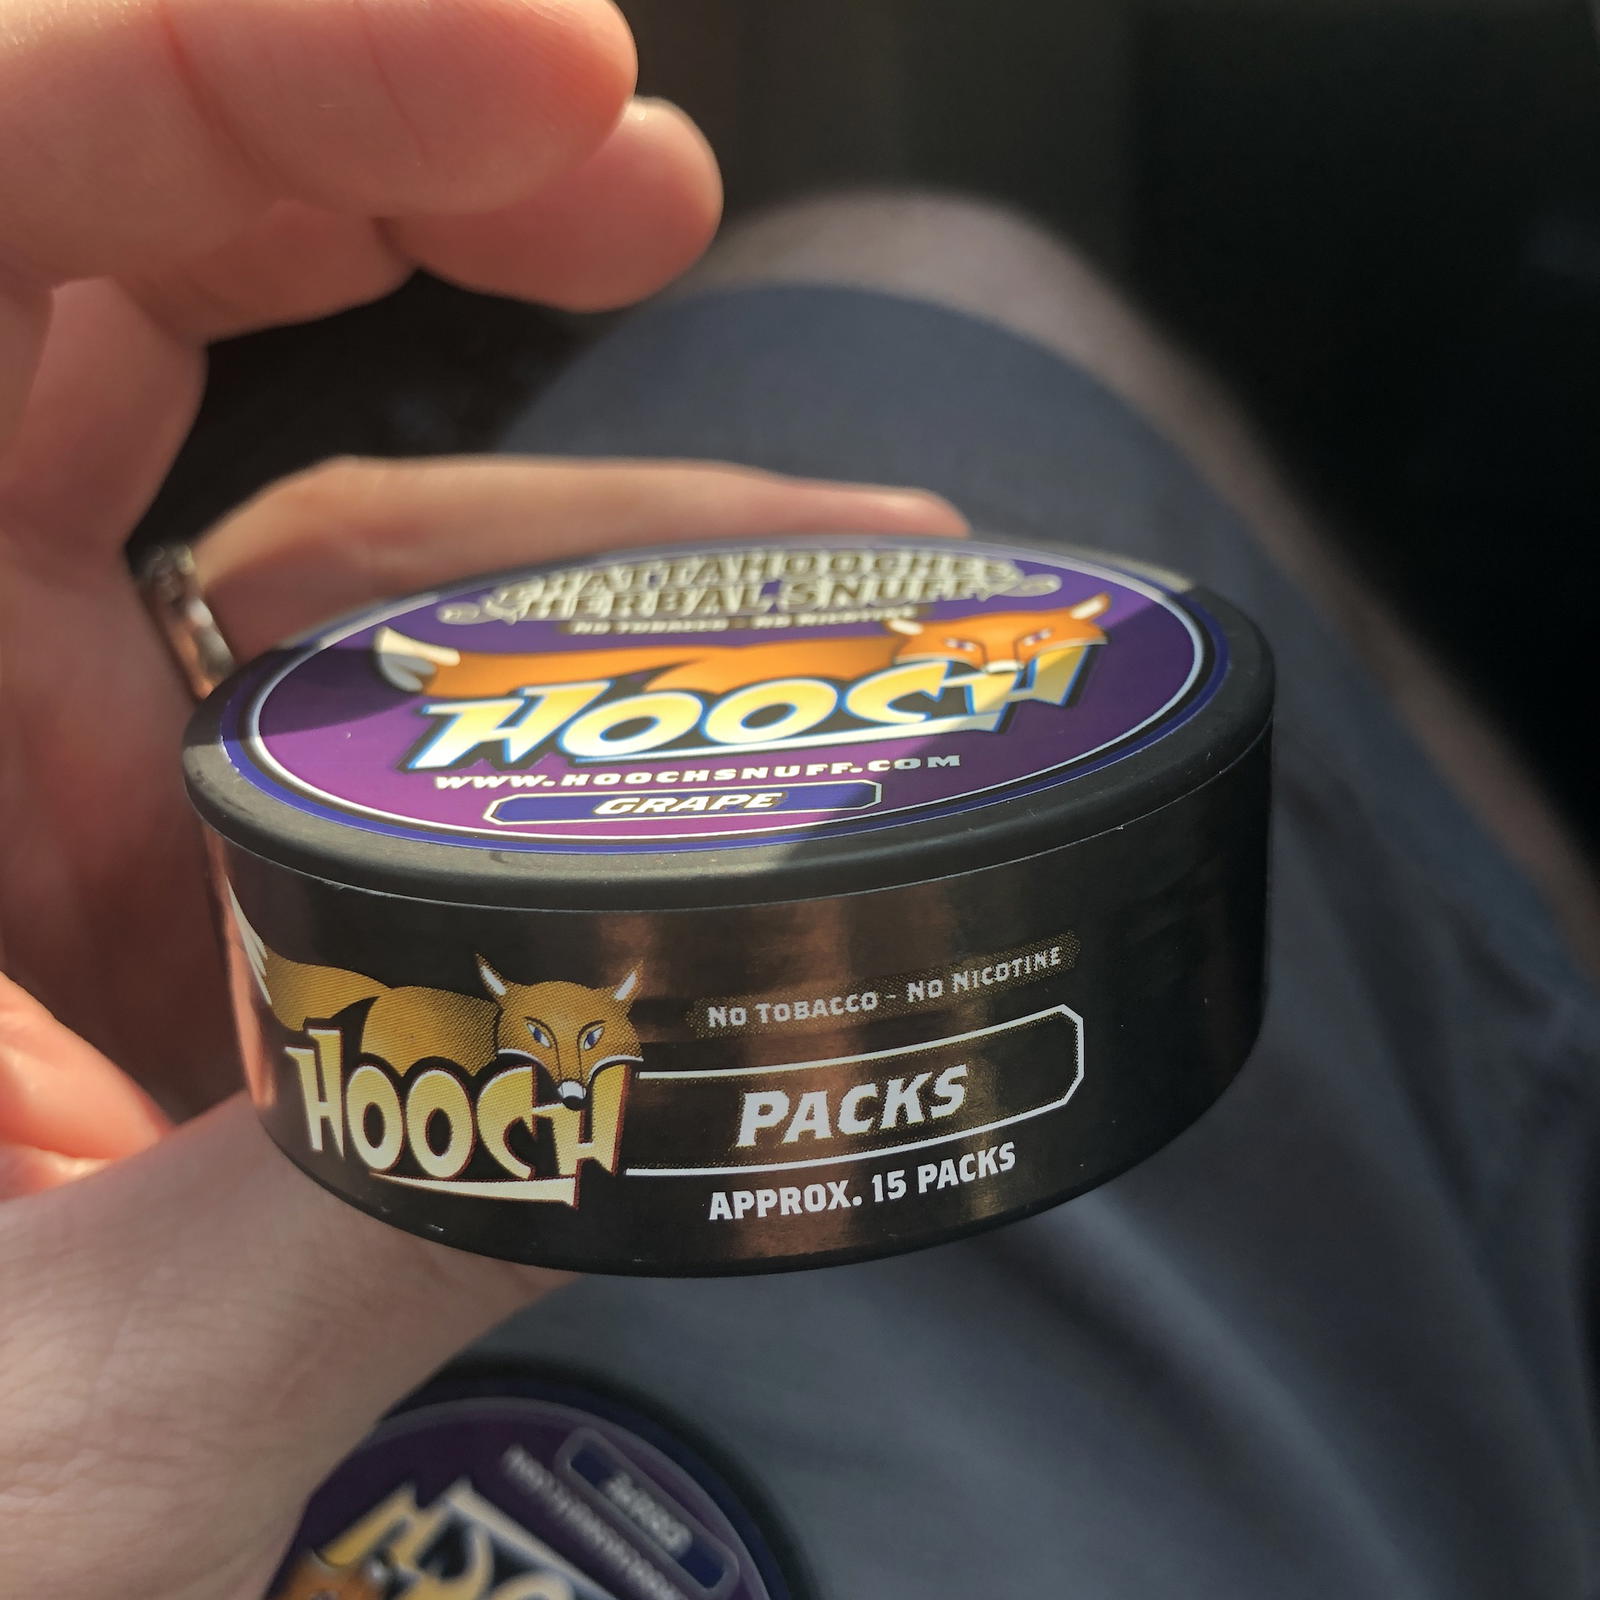 CHATTAHOOCHEE
HERBAL SNUFF
NO TOBACCO - NO NICOTINE
HOOCH
WWW.HOOCHSNUFF.COM
GRAPE
HOOCH
NO TOBACCO - NO NICOTINE
PACKS
APPROX. 15 PACKS
GRAPE